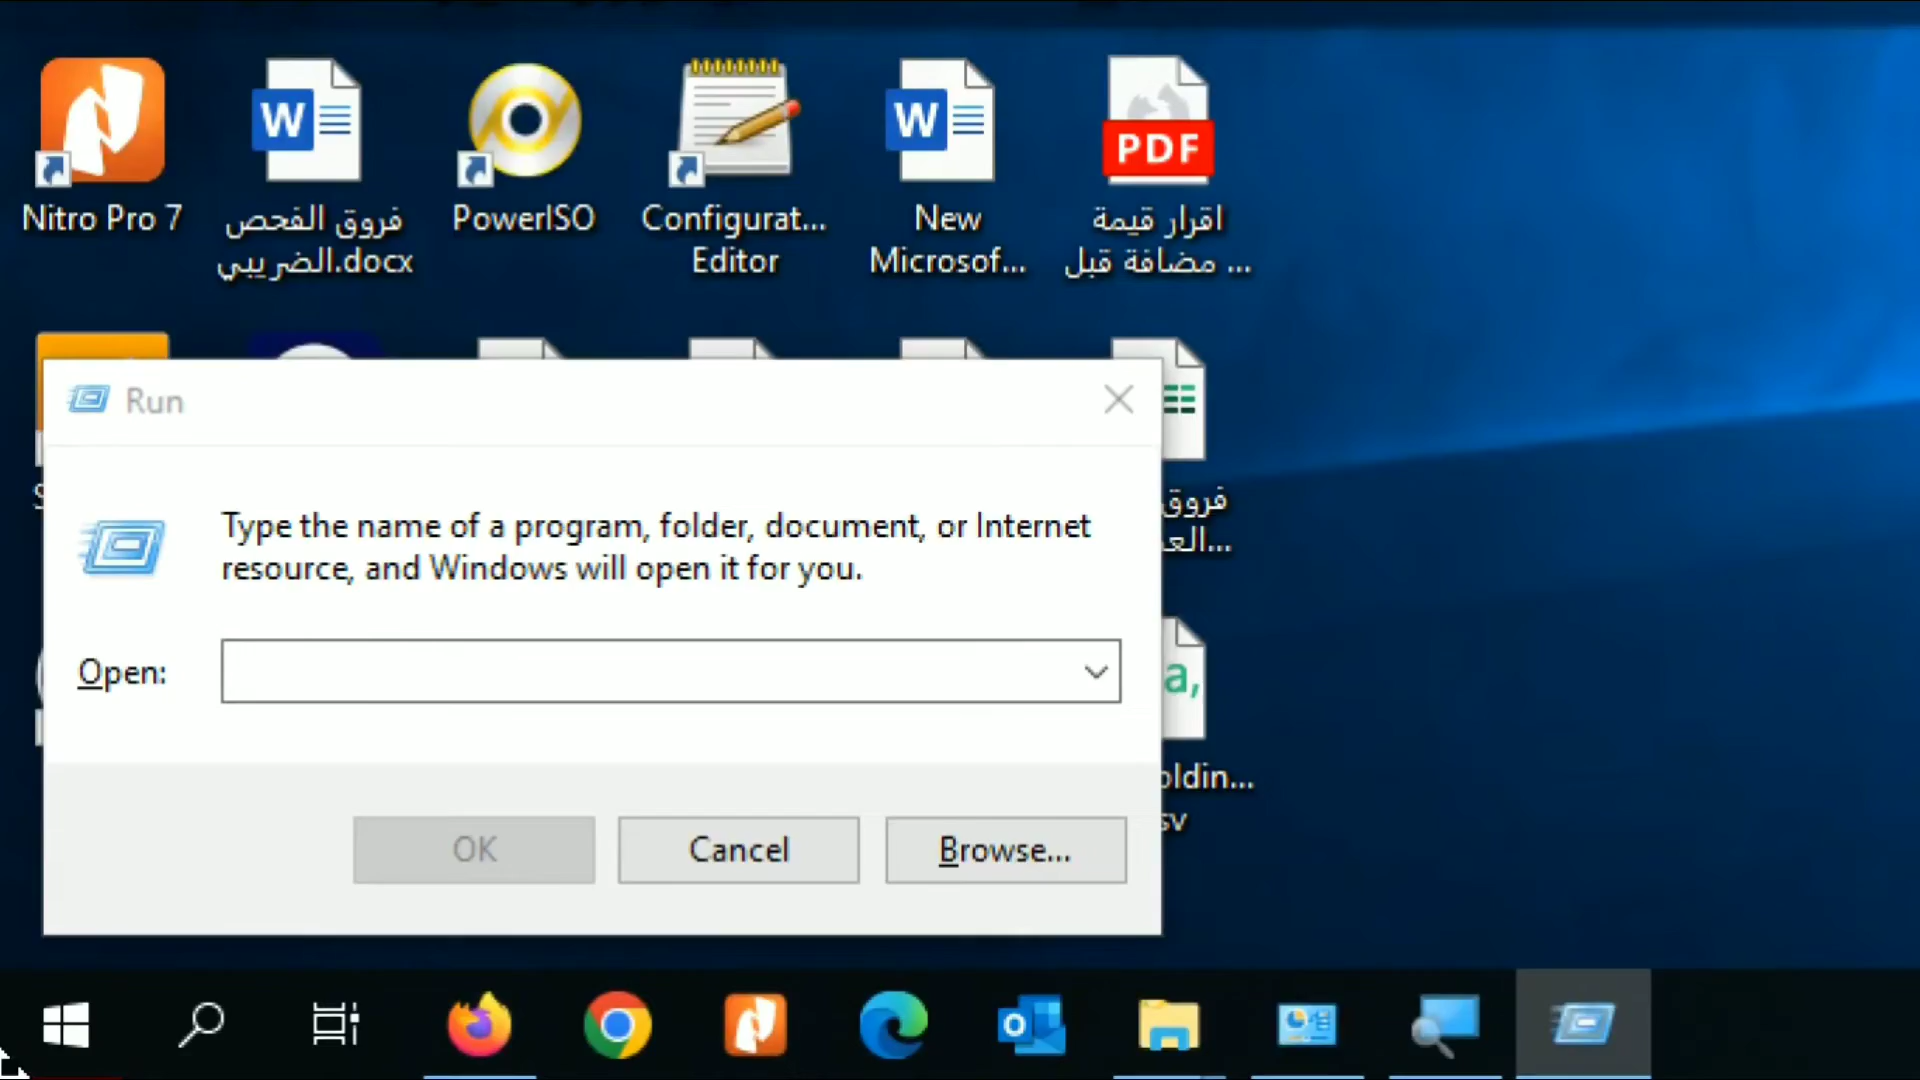 Nitro Pro 7
فروق الفحص
الضريبي.docx
PowerISO
Configurat...
Editor
New
Microsof...
PDF
اقرار قيمة
مضافة قبل ...
Run
Type the name of a program, folder, document, or Internet
resource, and Windows will open it for you.
Open:
OK
Cancel
Browse...
فروق
a,